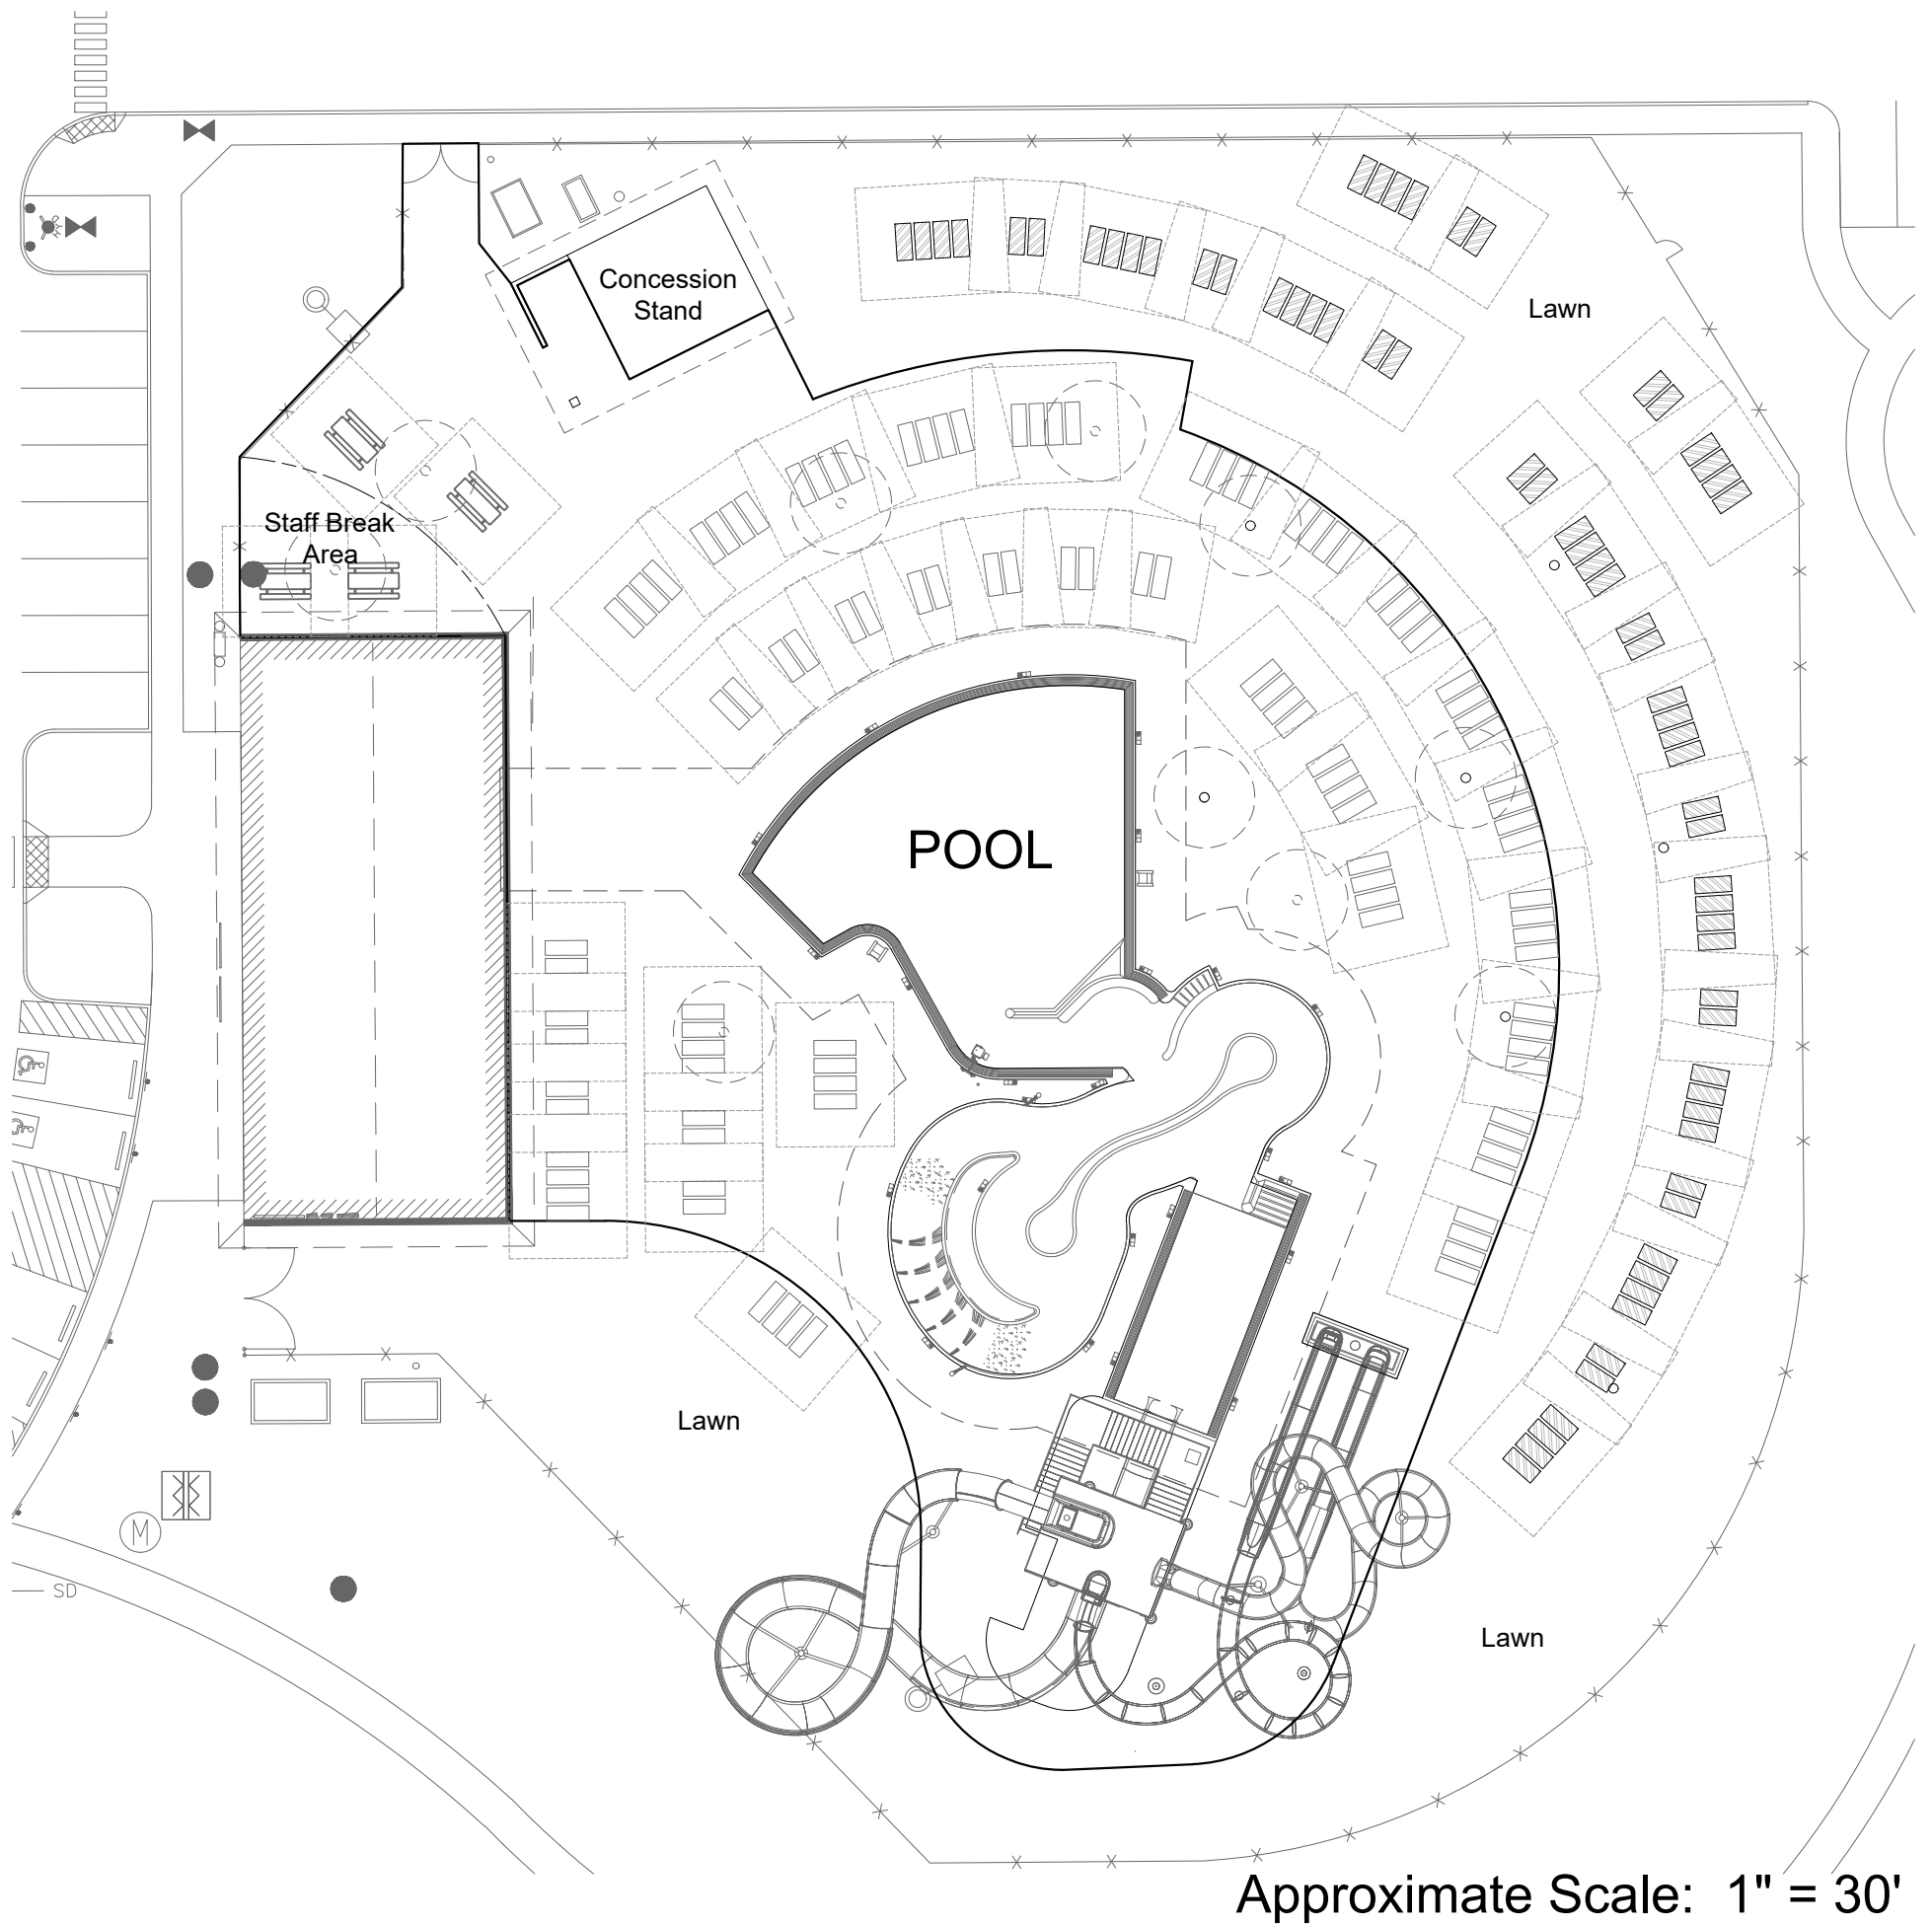 Concession
Stand
Lawn
Staff Break
Area
POOL
Lawn
M
SD
Lawn
Approximate Scale: 1" = 30'